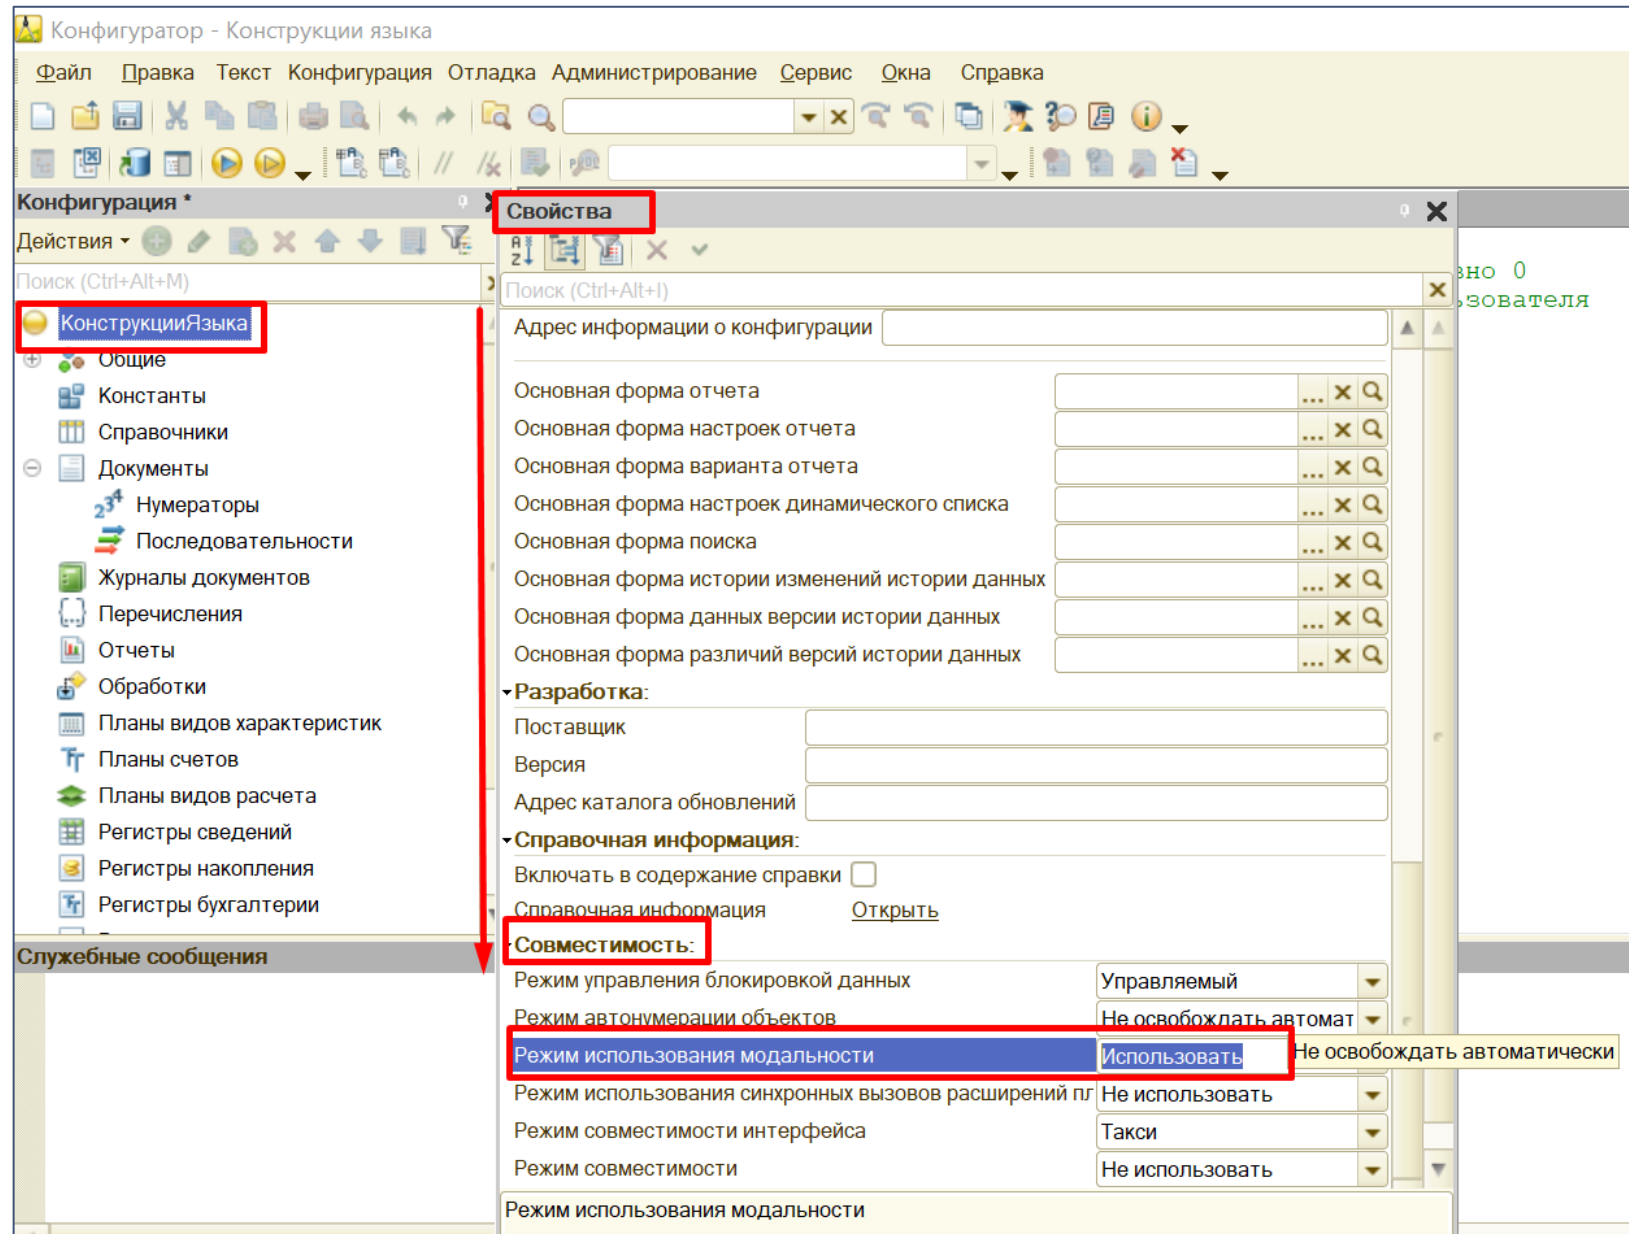 Конфигуратор - Конструкции языка
Файл Правка Текст Конфигурация Отладка Администрирование Сервис Окна Справка
Конфигурация *
Действия
Поиск (Ctrl+Alt+M)
КонструкцииЯзыка
Общие
Константы
Справочники
Документы
Нумераторы
Последовательности
Журналы документов
Перечисления
Отчеты
Обработки
Планы видов характеристик
Планы счетов
Планы видов расчета
Регистры сведений
Регистры накопления
Регистры бухгалтерии
Служебные сообщения
Свойства
Поиск (Ctrl+Alt+I)
Адрес информации о конфигурации
Основная форма отчета
Основная форма настроек отчета
Основная форма варианта отчета
Основная форма настроек динамического списка
Основная форма поиска
Основная форма истории изменений истории данных
Основная форма данных версии истории данных
Основная форма различий версий истории данных
Разработка:
Поставщик
Версия
Адрес каталога обновлений
Справочная информация:
Включать в содержание справки
Справочная информация Открыть
Совместимость:
Режим управления блокировкой данных Управляемый
Режим автонумерации объектов Не освобождать автомат
Режим использования модальности Использовать Не освобождать автоматически
Режим использования синхронных вызовов расширений пл Не использовать
Режим совместимости интерфейса Такси
Режим совместимости Не использовать
Режим использования модальности
0